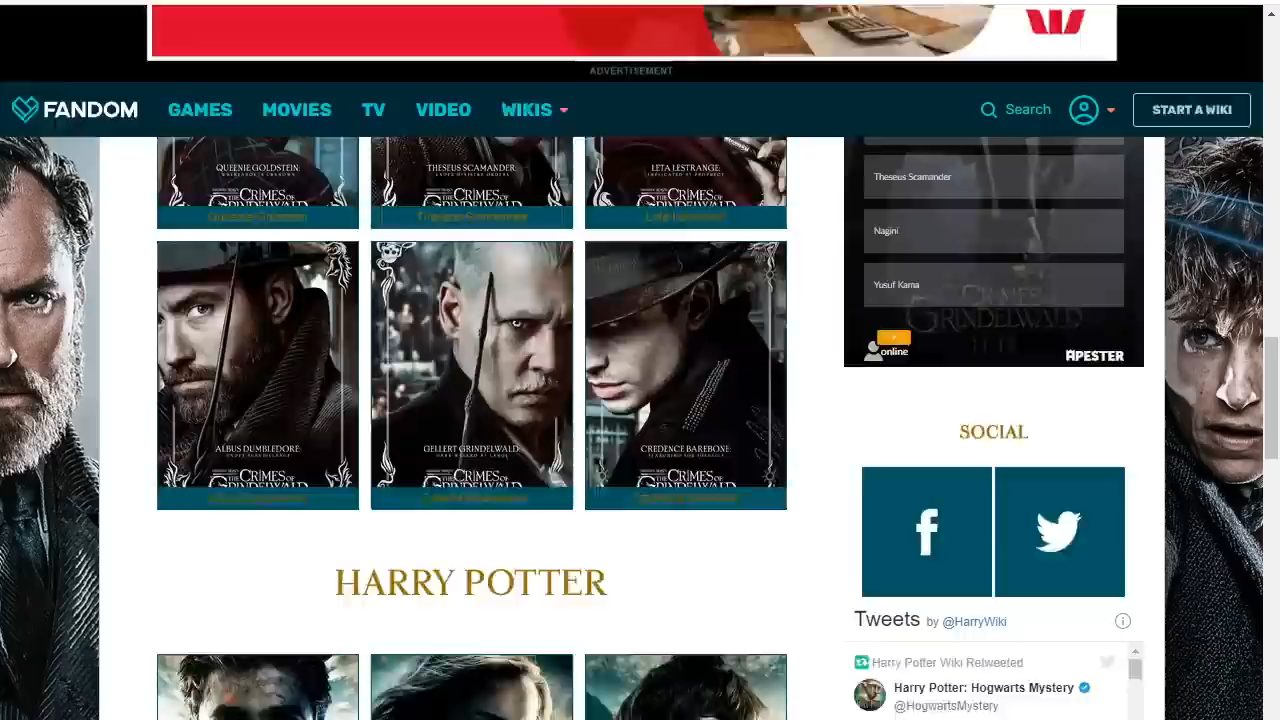 ADVERTISEMENT
FANDOM GAMES MOVIES TV VIDEO WIKIS Search START A WIKI
QUEENIE GOLDSTEIN:
THESEUS SCAMANDER:
LETA LESTRANGE:
THE CRIMES OF GRINDELWALD
THE CRIMES OF GRINDELWALD
THE CRIMES OF GRINDELWALD
ALBUS DUMBLEDORE:
GELLERT GRINDELWALD:
CREDENCE BAREBONE:
THE CRIMES OF GRINDELWALD
THE CRIMES OF GRINDELWALD
THE CRIMES OF GRINDELWALD
HARRY POTTER
Theseus Scamander
Nagini
Yusuf Kama
CRIMES
GRINDELWALD
online
APESTER
SOCIAL
Tweets by @HarryWiki
Harry Potter Wiki Retweeted
Harry Potter: Hogwarts Mystery
@HogwartsMystery